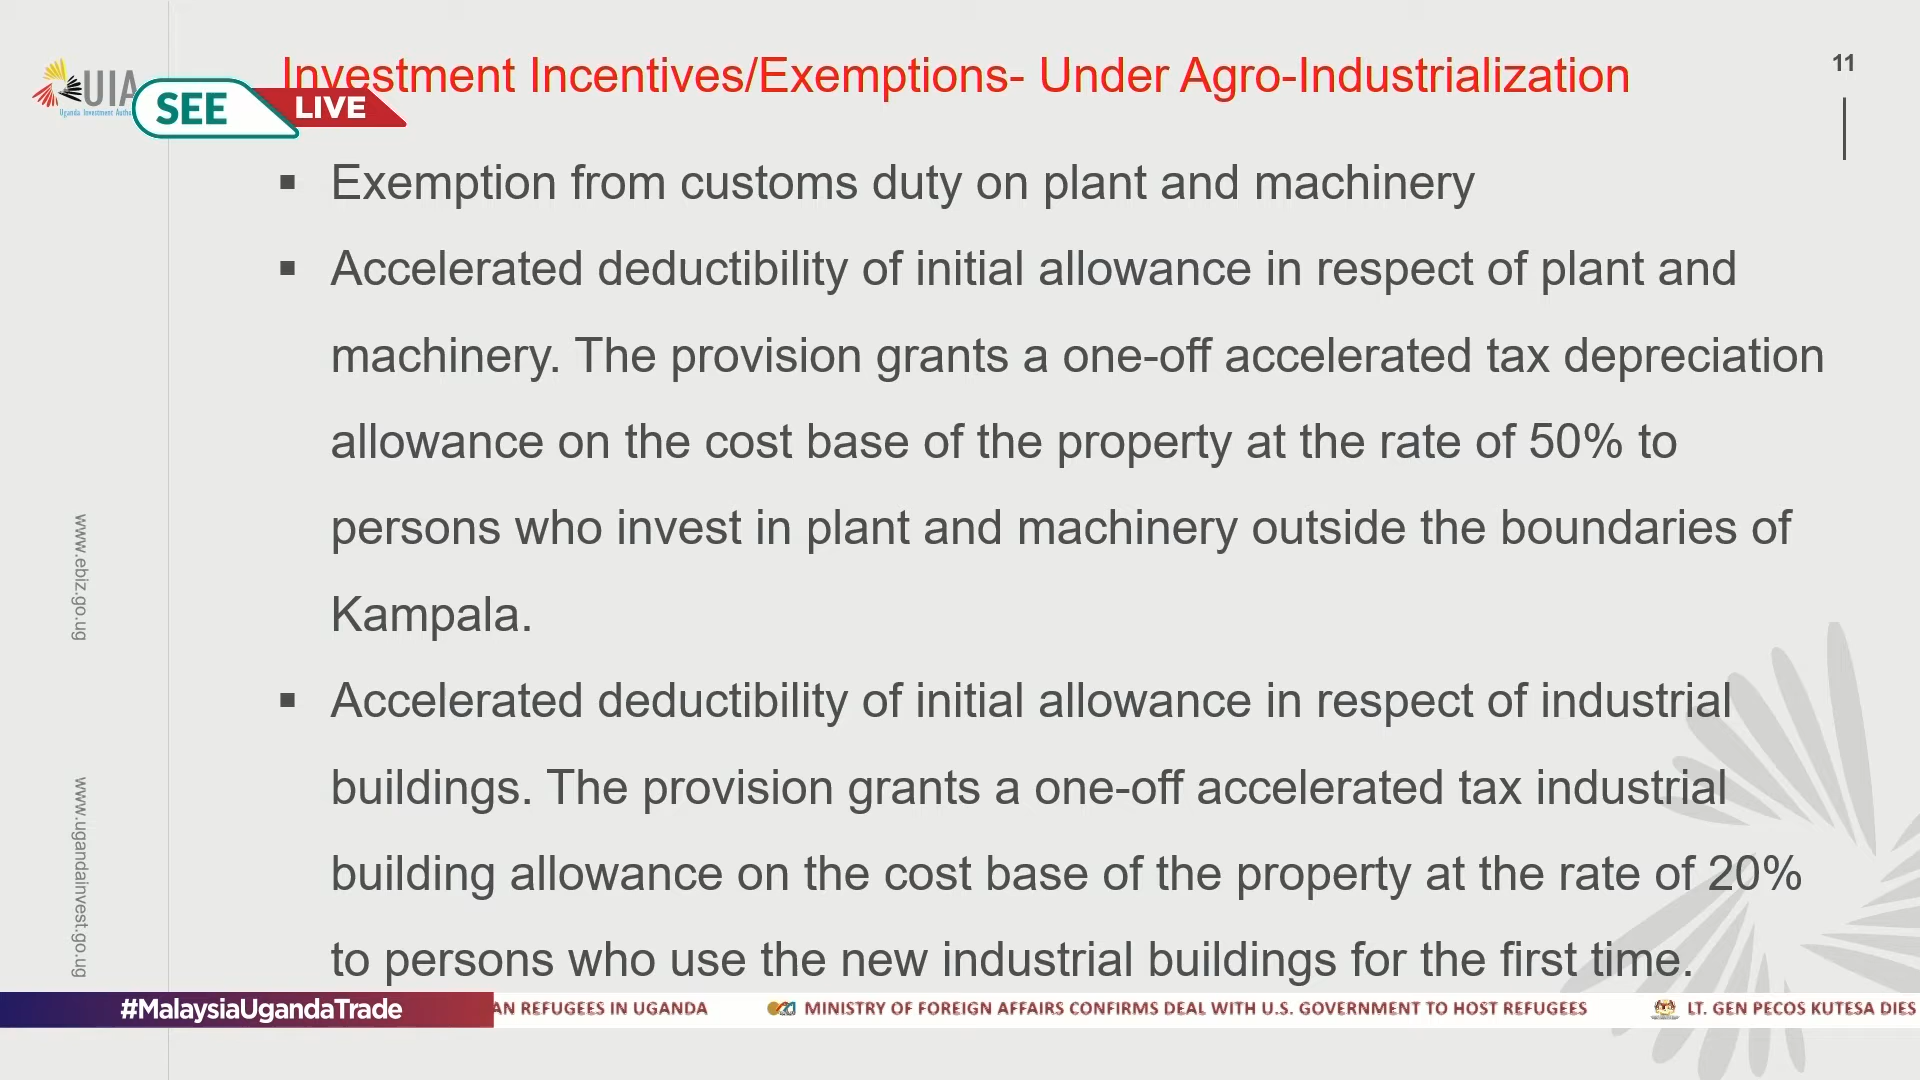 Investment Incentives/Exemptions- Under Agro-Industrialization
11
UIA
Uganda Investment Autho
SEE
LIVE
▪ Exemption from customs duty on plant and machinery
▪ Accelerated deductibility of initial allowance in respect of plant and
machinery. The provision grants a one-off accelerated tax depreciation
allowance on the cost base of the property at the rate of 50% to
persons who invest in plant and machinery outside the boundaries of
Kampala.
▪ Accelerated deductibility of initial allowance in respect of industrial
buildings. The provision grants a one-off accelerated tax industrial
building allowance on the cost base of the property at the rate of 20%
to persons who use the new industrial buildings for the first time.
www.ebiz.go.ug
www.ugandainvest.go.ug
#MalaysiaUgandaTrade
AN REFUGEES IN UGANDA
MINISTRY OF FOREIGN AFFAIRS CONFIRMS DEAL WITH U.S. GOVERNMENT TO HOST REFUGEES
LT. GEN PECOS KUTESA DIES